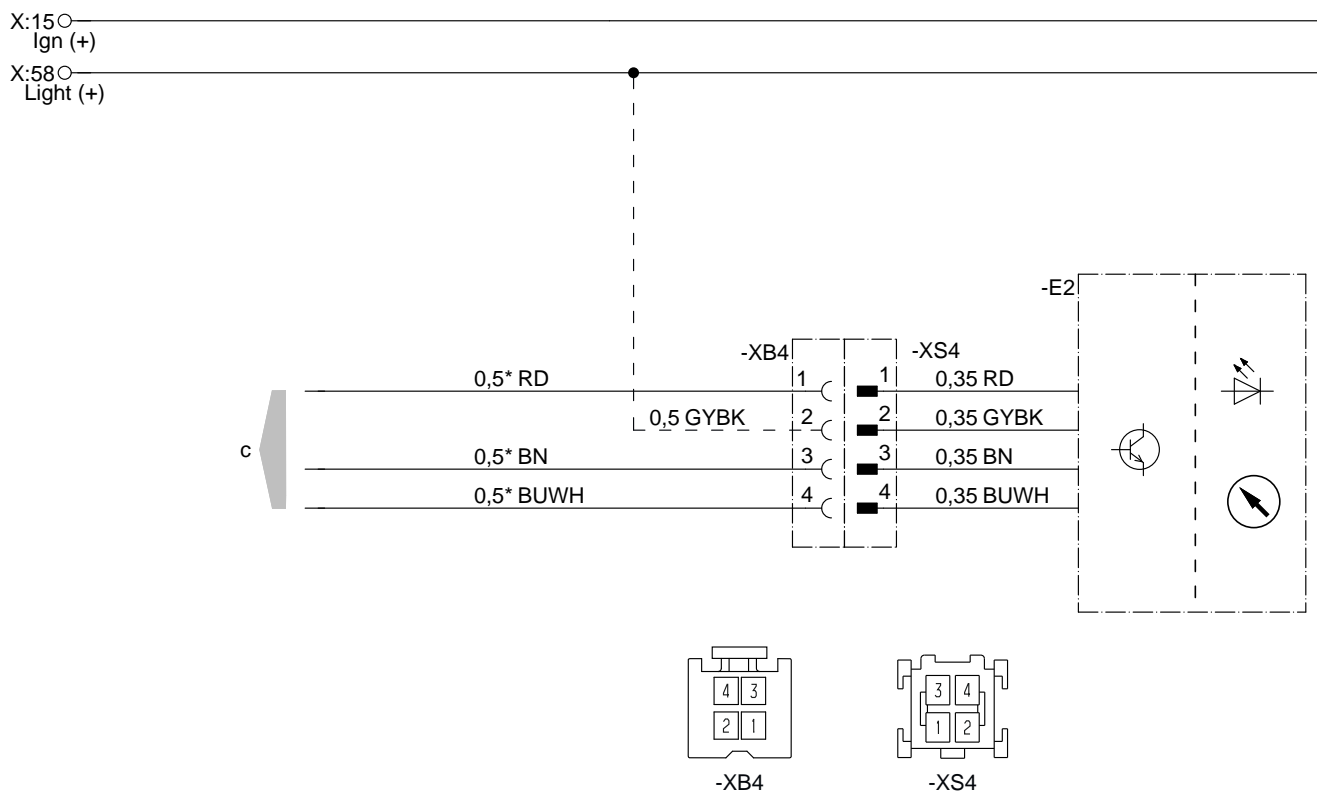 X:15
Ign (+)
X:58
Light (+)
-E2
-XB4
-XS4
0,5* RD
1
1
0,35 RD
0,5 GYBK
2
2
0,35 GYBK
c
0,5* BN
3
3
0,35 BN
0,5* BUWH
4
4
0,35 BUWH
4 3
2 1
3 4
1 2
-XB4
-XS4